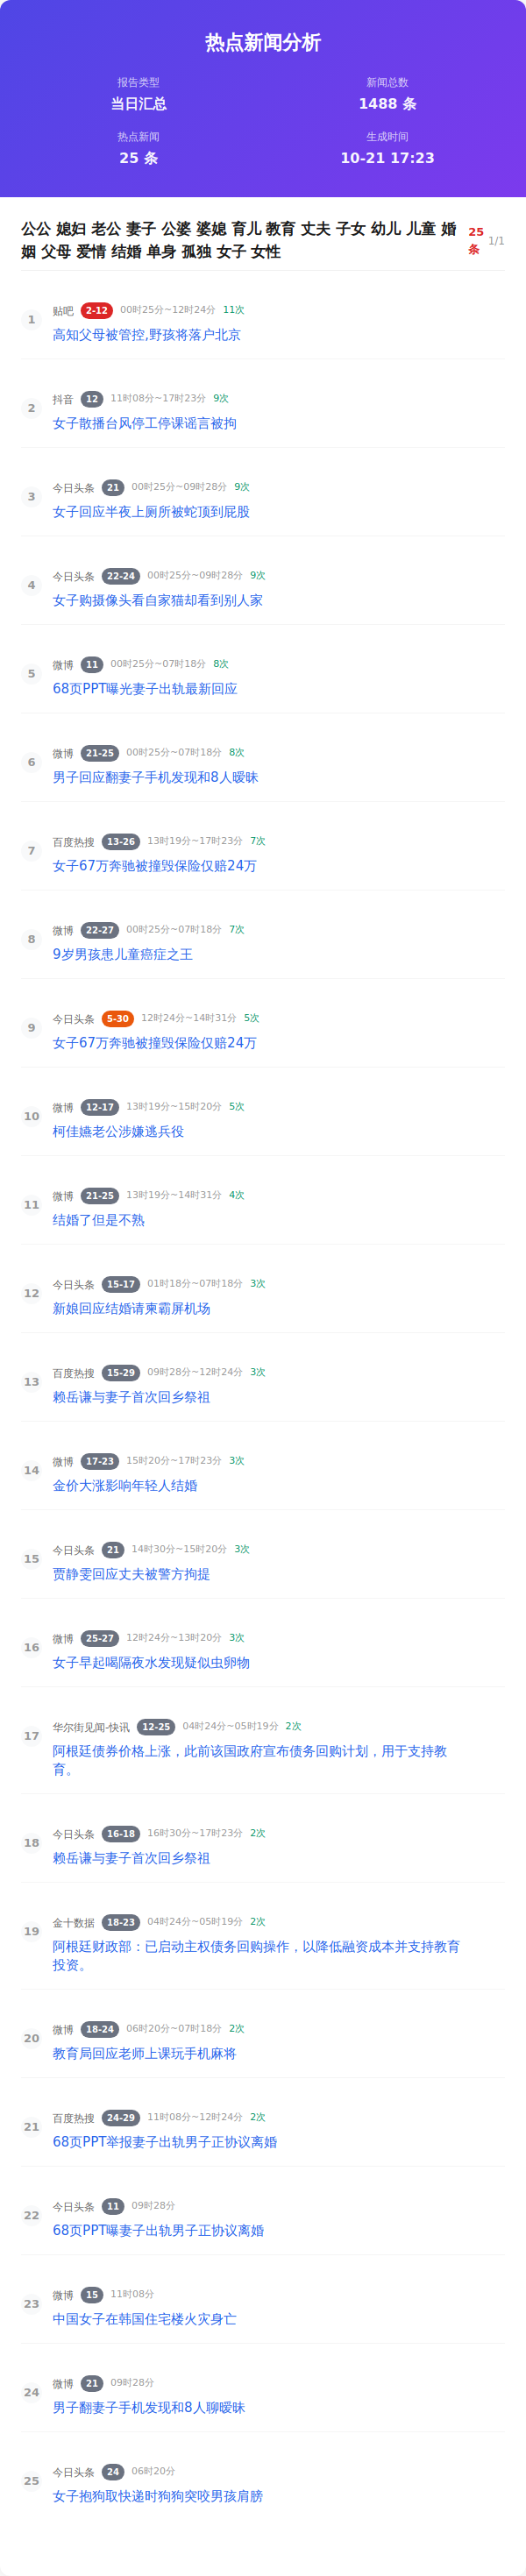 热点新闻分析
报告类型
当日汇总
新闻总数
1488 条
热点新闻
25 条
生成时间
10-21 17:23
公公 媳妇 老公 妻子 公婆 婆媳 育儿 教育 丈夫 子女 幼儿 儿童 婚
姻 父母 爱情 结婚 单身 孤独 女子 女性
25
条
1/1
1
贴吧 2-12 00时25分~12时24分 11次
高知父母被管控,野孩将落户北京
2
抖音 12 11时08分~17时23分 9次
女子散播台风停工停课谣言被拘
3
今日头条 21 00时25分~09时28分 9次
女子回应半夜上厕所被蛇顶到屁股
4
今日头条 22-24 00时25分~09时28分 9次
女子购摄像头看自家猫却看到别人家
5
微博 11 00时25分~07时18分 8次
68页PPT曝光妻子出轨最新回应
6
微博 21-25 00时25分~07时18分 8次
男子回应翻妻子手机发现和8人暧昧
7
百度热搜 13-26 13时19分~17时23分 7次
女子67万奔驰被撞毁保险仅赔24万
8
微博 22-27 00时25分~07时18分 7次
9岁男孩患儿童癌症之王
9
今日头条 5-30 12时24分~14时31分 5次
女子67万奔驰被撞毁保险仅赔24万
10
微博 12-17 13时19分~15时20分 5次
柯佳嬿老公涉嫌逃兵役
11
微博 21-25 13时19分~14时31分 4次
结婚了但是不熟
12
今日头条 15-17 01时18分~07时18分 3次
新娘回应结婚请柬霸屏机场
13
百度热搜 15-29 09时28分~12时24分 3次
赖岳谦与妻子首次回乡祭祖
14
微博 17-23 15时20分~17时23分 3次
金价大涨影响年轻人结婚
15
今日头条 21 14时30分~15时20分 3次
贾静雯回应丈夫被警方拘提
16
微博 25-27 12时24分~13时20分 3次
女子早起喝隔夜水发现疑似虫卵物
17
华尔街见闻-快讯 12-25 04时24分~05时19分 2次
阿根廷债券价格上涨，此前该国政府宣布债务回购计划，用于支持教
育。
18
今日头条 16-18 16时30分~17时23分 2次
赖岳谦与妻子首次回乡祭祖
19
金十数据 18-23 04时24分~05时19分 2次
阿根廷财政部：已启动主权债务回购操作，以降低融资成本并支持教育
投资。
20
微博 18-24 06时20分~07时18分 2次
教育局回应老师上课玩手机麻将
21
百度热搜 24-29 11时08分~12时24分 2次
68页PPT举报妻子出轨男子正协议离婚
22
今日头条 11 09时28分
68页PPT曝妻子出轨男子正协议离婚
23
微博 15 11时08分
中国女子在韩国住宅楼火灾身亡
24
微博 21 09时28分
男子翻妻子手机发现和8人聊暧昧
25
今日头条 24 06时20分
女子抱狗取快递时狗狗突咬男孩肩膀